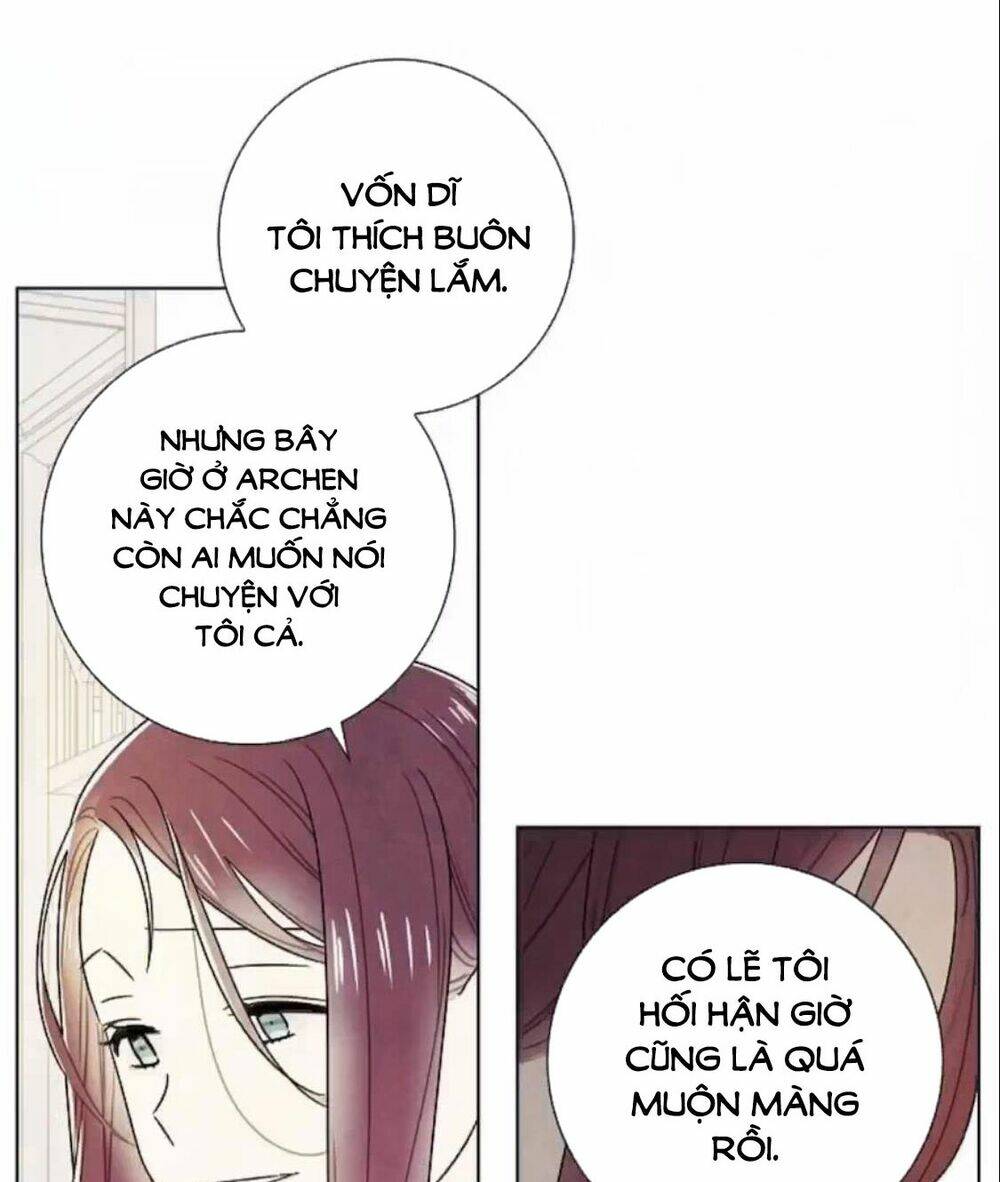 VỐN DĨ
TÔI THÍCH BUÔN
CHUYỆN LẮM.
NHƯNG BÂY
GIỜ Ở ARCHEN
NÀY CHẮC CHẲNG
CÒN AI MUỐN NÓI
CHUYỆN VỚI
TÔI CẢ.
CÓ LẼ TÔI
HỐI HẬN GIỜ
CŨNG LÀ QUÁ
MUỘN MÀNG
RỒI.